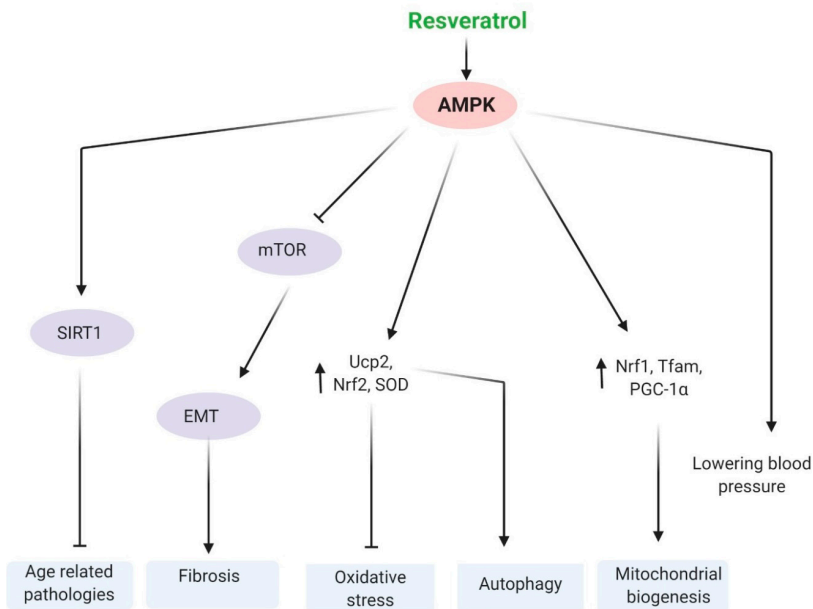 Resveratrol
AMPK
mTOR
SIRT1
Ucp2,
Nrf2, SOD
Nrf1, Tfam,
PGC-1α
EMT
Lowering blood
pressure
Age related
pathologies
Fibrosis
Oxidative
stress
Autophagy
Mitochondrial
biogenesis